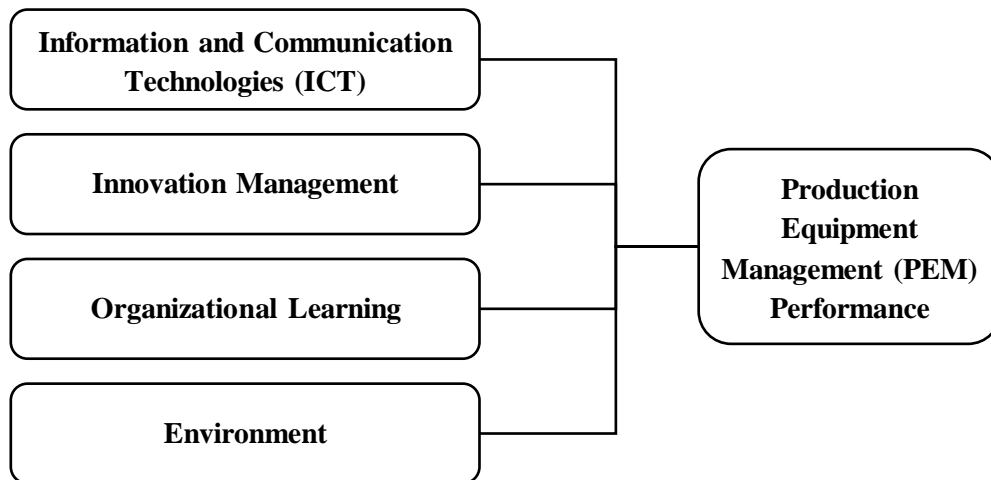 Information and Communication
Technologies (ICT)
Innovation Management
Organizational Learning
Environment
Production
Equipment
Management (PEM)
Performance